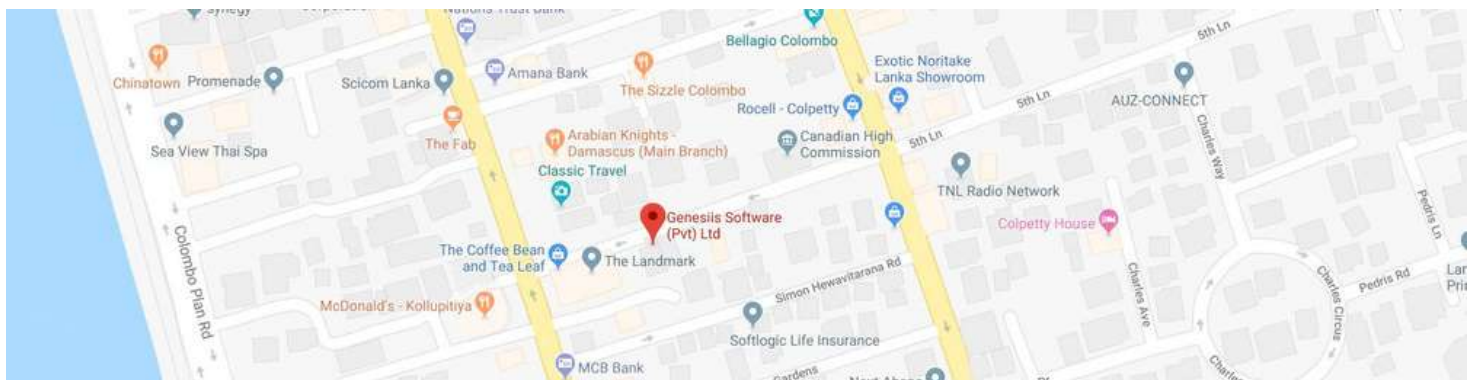 synegy
Nations Trust Bank
5th Ln
Chinatown
Promenade
Scicom Lanka
Amana Bank
The Sizzle Colombo
Bellagio Colombo
Exotic Noritake
Lanka Showroom
Rocell - Colpetty
5th Ln
AUZ-CONNECT
Charles Way
Sea View Thai Spa
The Fab
Arabian Knights -
Damascus (Main Branch)
Canadian High
Commission
5th Ln
Classic Travel
TNL Radio Network
Pedris Ln
Genesiis Software
(Pvt) Ltd
Colpetty House
Colombo Plan Rd
The Coffee Bean
and Tea Leaf
The Landmark
Simon Hewavitarana Rd
Charles Ave
Charles Circus
Pedris Rd
McDonald's - Kollupitiya
Softlogic Life Insurance
MCB Bank